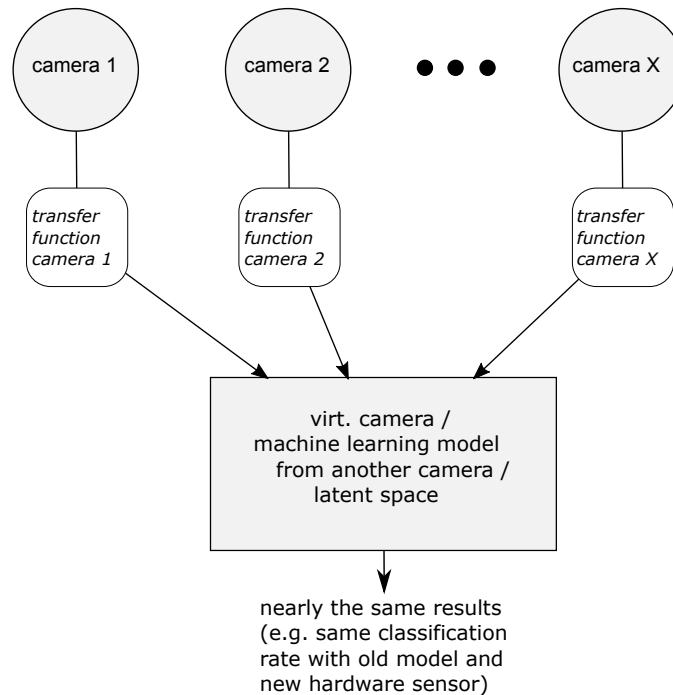 camera 1
camera 2
camera X
transfer
function
camera 1
transfer
function
camera 2
transfer
function
camera X
virt. camera /
machine learning model
from another camera /
latent space
nearly the same results
(e.g. same classification
rate with old model and
new hardware sensor)